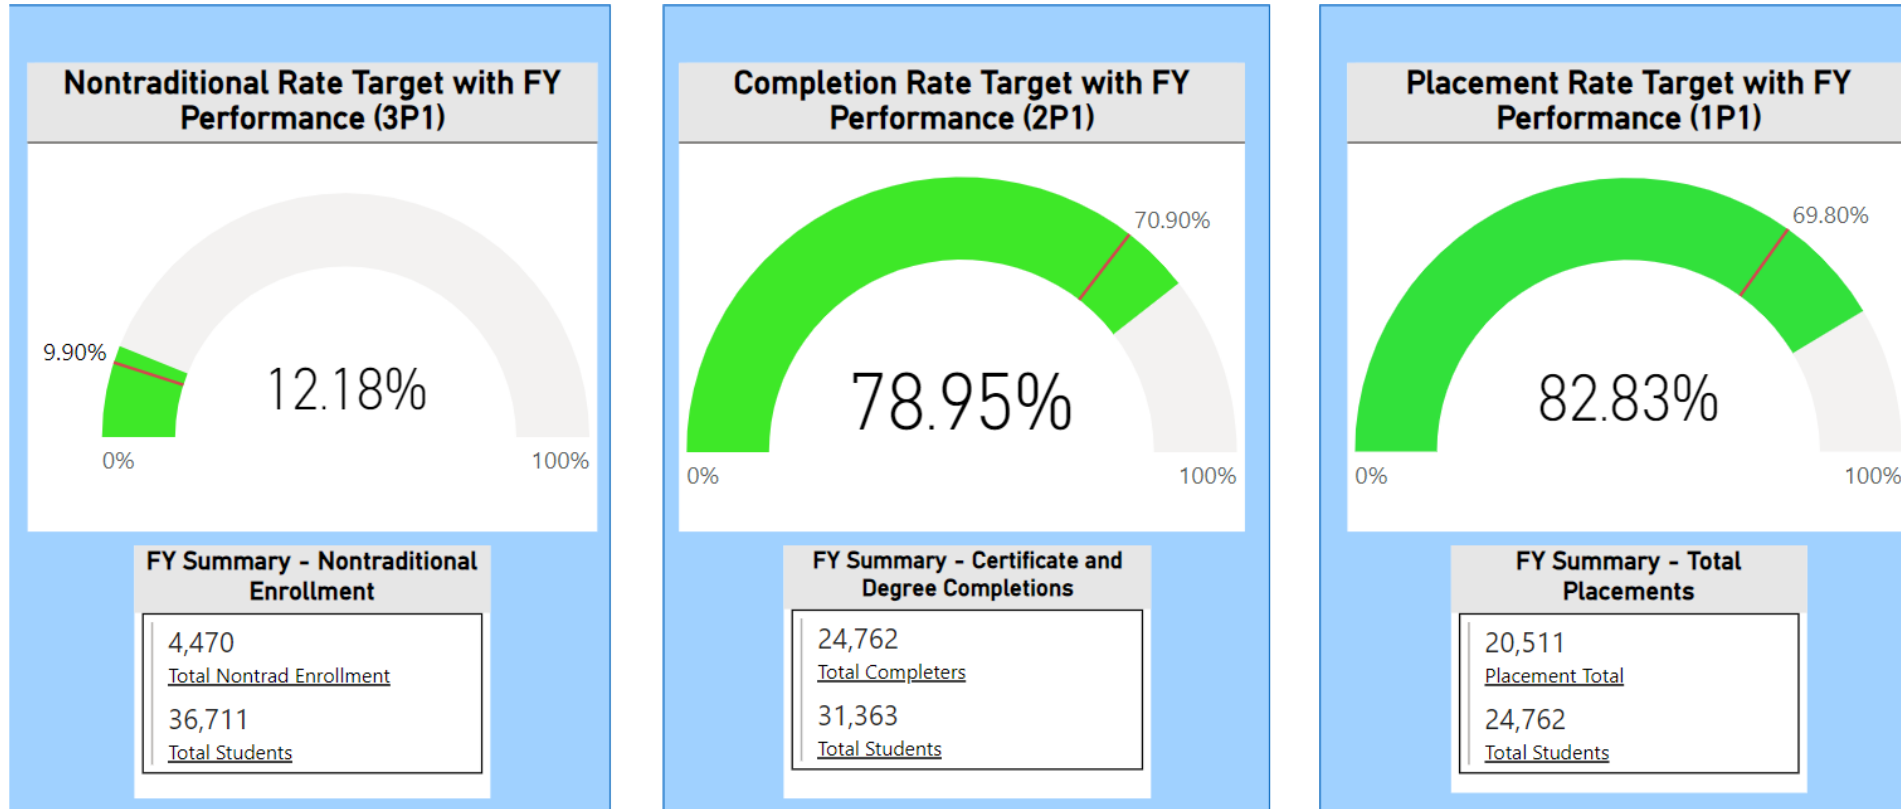 Nontraditional Rate Target with FY
Performance (3P1)
9.90%
12.18%
0%
100%
FY Summary - Nontraditional
Enrollment
4,470
Total Nontrad Enrollment
36,711
Total Students
Completion Rate Target with FY
Performance (2P1)
70.90%
78.95%
0%
100%
FY Summary - Certificate and
Degree Completions
24,762
Total Completers
31,363
Total Students
Placement Rate Target with FY
Performance (1P1)
69.80%
82.83%
0%
100%
FY Summary - Total
Placements
20,511
Placement Total
24,762
Total Students